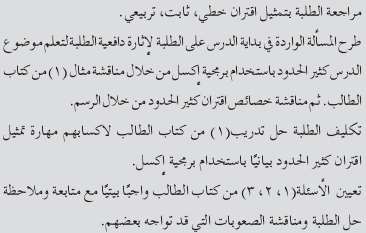 مراجعة الطلبة بتمثيل اقتران خطي، ثابت، تربيعي.
طرح المسألة الواردة في بداية الدرس على الطلبة لإثارة دافعية الطلبة لتعلم موضوع
الدرس كثير الحدود باستخدام برمجية إكسل من خلال مناقشة مثال (١) من كتاب
الطالب. ثم مناقشة خصائص اقتران كثير الحدود من خلال الرسم.
تكليف الطلبة حل تدريب(١) من كتاب الطالب لاكسابهم مهارة تمثيل
اقتران كثير الحدود بيانيًا باستخدام برمجية إكسل.
تعيين الأسئلة(١، ٢، ٣) من كتاب الطالب واجبًا بيتيًا مع متابعة وملاحظة
حل الطلبة ومناقشة الصعوبات التي قد تواجه بعضهم.